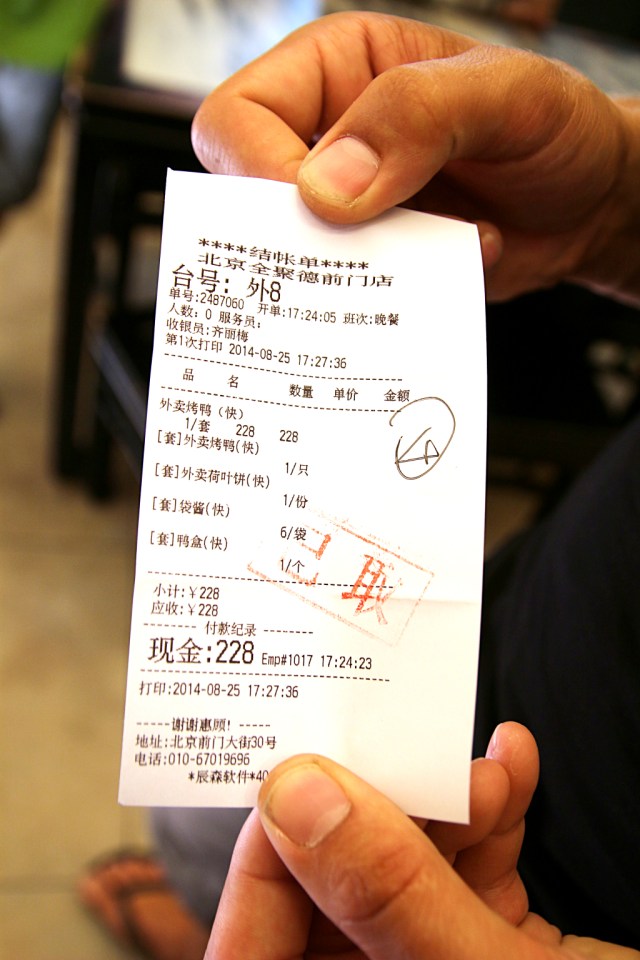 ****结帐单****
北京全聚德前门店
台号: 外8
单号:2487060 开单:17:24:05 班次:晚餐
人数: 0 服务员:
收银员:齐丽梅
第1次打印 2014-08-25 17:27:36
品 名 数量 单价 金额
外卖烤鸭（快）
1/套 228 228
[套]外卖烤鸭(快)
1/只
[套]外卖荷叶饼(快)
1/份
[套]袋酱(快)
6/袋
[套]鸭盒(快)
1/个
已取
小计:￥228
应收:￥228
------- 付款纪录 -------
现金:228 Emp#1017 17:24:23
打印:2014-08-25 17:27:36
-----谢谢惠顾! -----
地址:北京前门大街30号
电话:010-67019696
*辰森软件*40